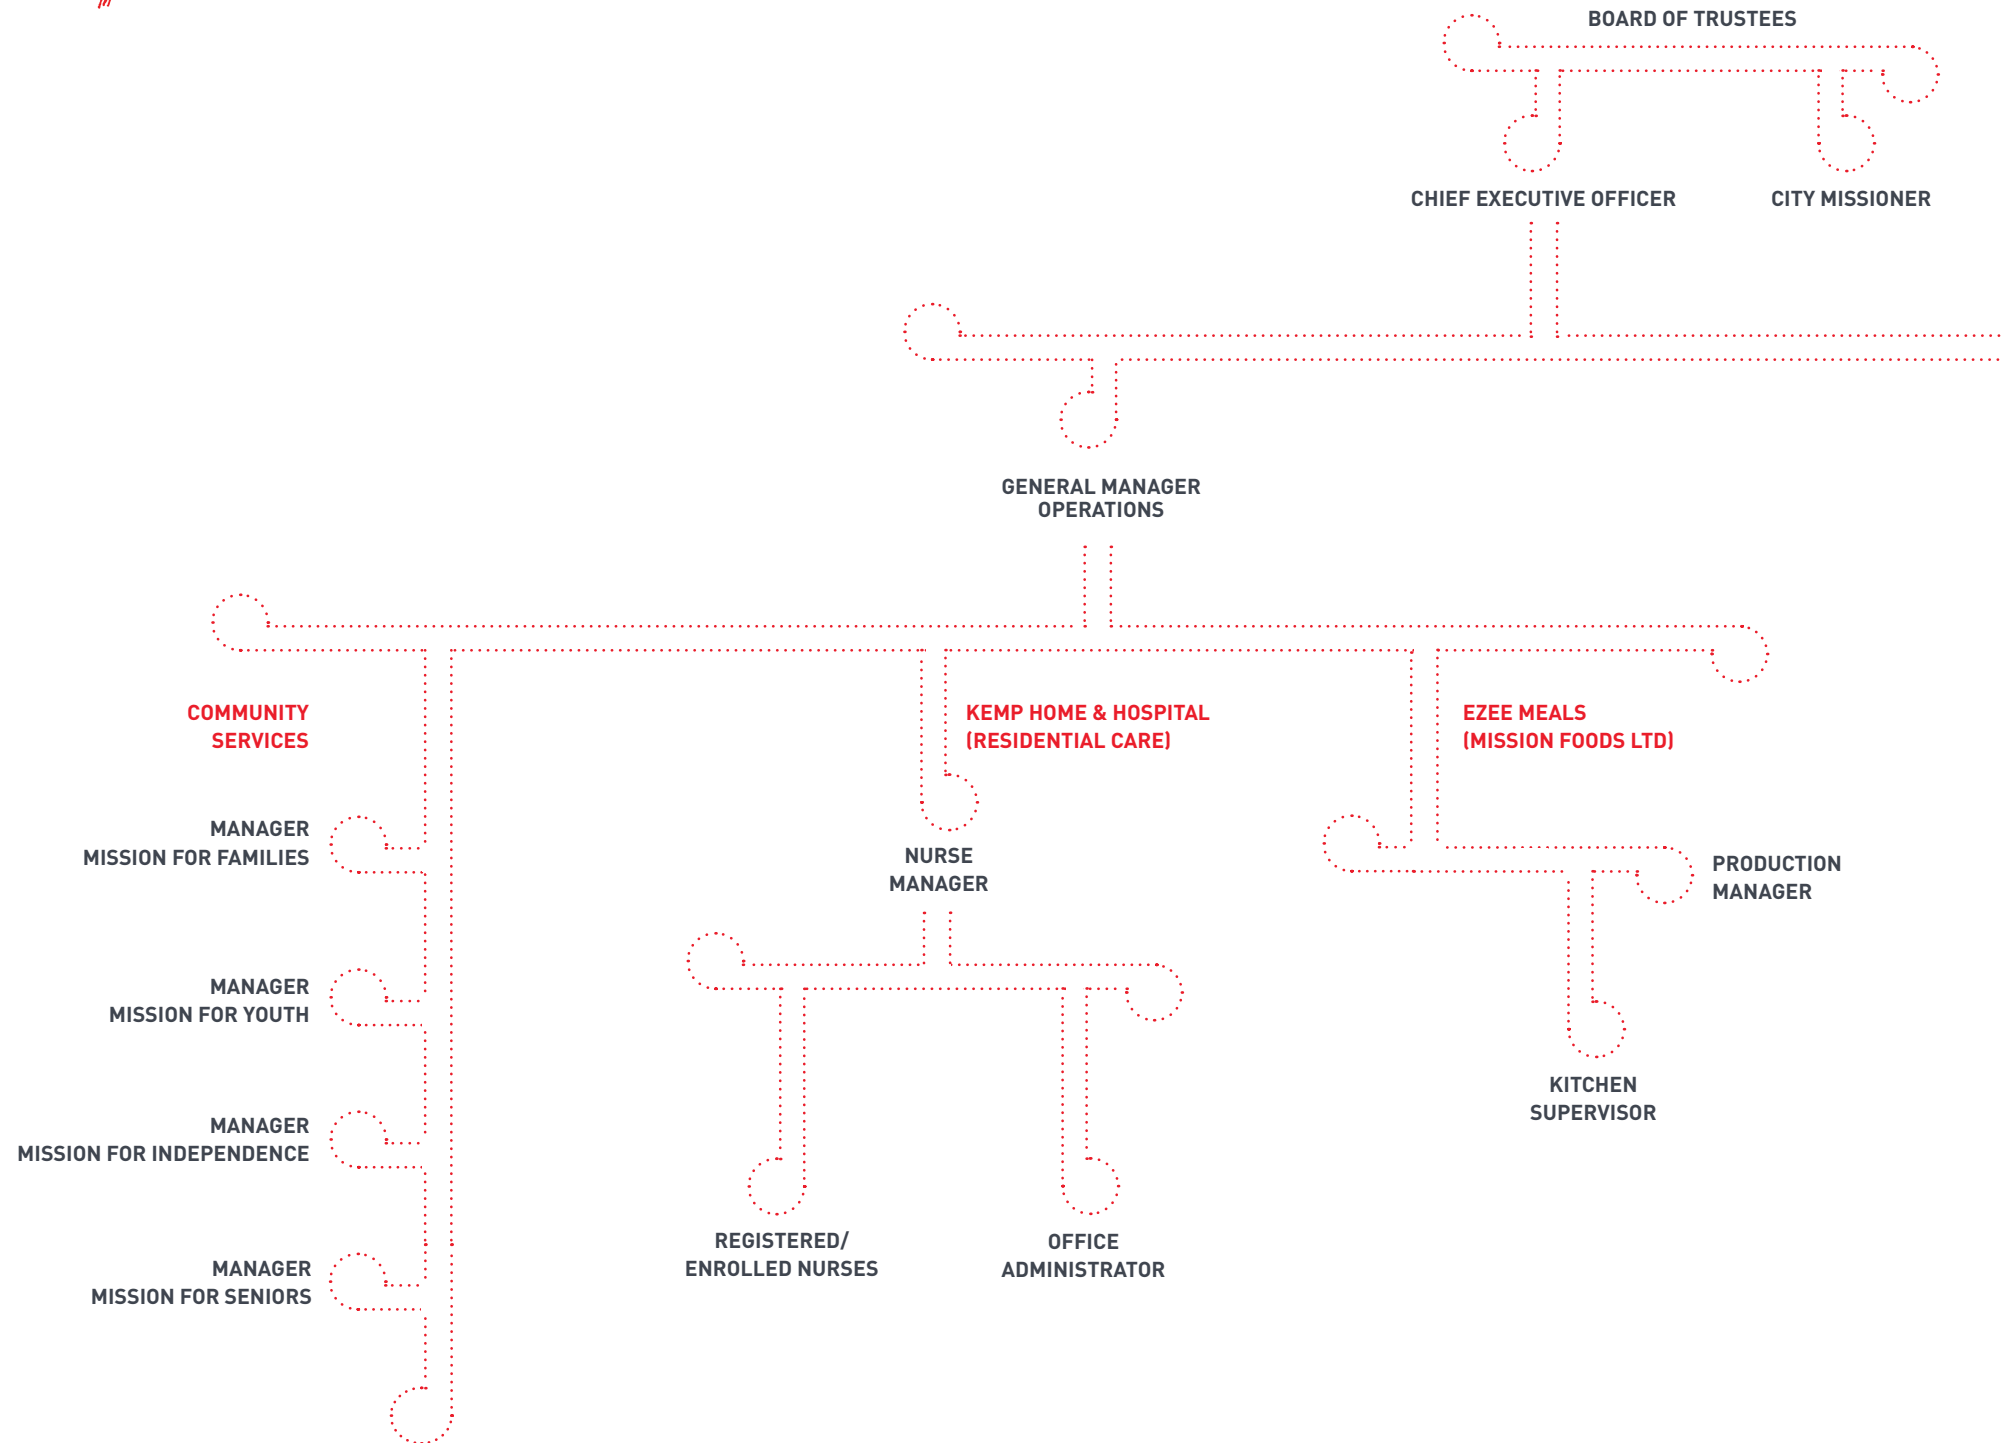 BOARD OF TRUSTEES
CHIEF EXECUTIVE OFFICER
CITY MISSIONER
GENERAL MANAGER
OPERATIONS
COMMUNITY
SERVICES
KEMP HOME & HOSPITAL
(RESIDENTIAL CARE)
EZEE MEALS
(MISSION FOODS LTD)
MANAGER
MISSION FOR FAMILIES
NURSE
MANAGER
PRODUCTION
MANAGER
MANAGER
MISSION FOR YOUTH
KITCHEN
SUPERVISOR
MANAGER
MISSION FOR INDEPENDENCE
REGISTERED/
ENROLLED NURSES
OFFICE
ADMINISTRATOR
MANAGER
MISSION FOR SENIORS